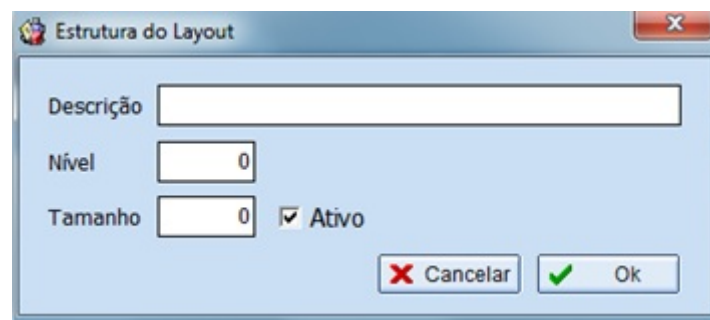 Estrutura do Layout
Descrição
Nível 0
Tamanho 0 Ativo
Cancelar Ok